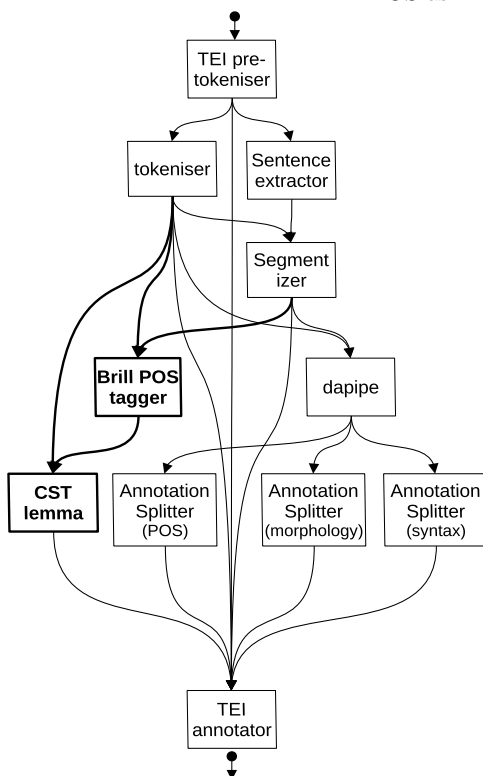 TEI pre-
tokeniser
tokeniser
Sentence
extractor
Segment
izer
Brill POS
tagger
dapipe
CST
lemma
Annotation
Splitter
(POS)
Annotation
Splitter
(morphology)
Annotation
Splitter
(syntax)
TEI
annotator